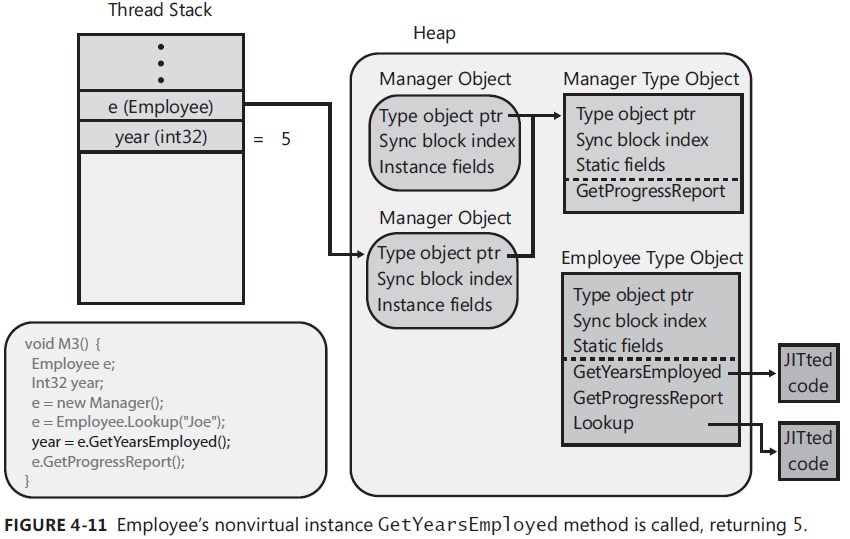 Thread Stack
e (Employee)
year (int32)
= 5
Heap
Manager Object
Type object ptr
Sync block index
Instance fields
Manager Object
Type object ptr
Sync block index
Instance fields
Manager Type Object
Type object ptr
Sync block index
Static fields
GetProgressReport
Employee Type Object
Type object ptr
Sync block index
Static fields
GetYearsEmployed
GetProgressReport
Lookup
JITted
code
JITted
code
void M3() {
Employee e;
Int32 year;
e = new Manager();
e = Employee.Lookup("Joe");
year = e.GetYearsEmployed();
e.GetProgressReport();
}
FIGURE 4-11 Employee's nonvirtual instance GetYearsEmployed method is called, returning 5.